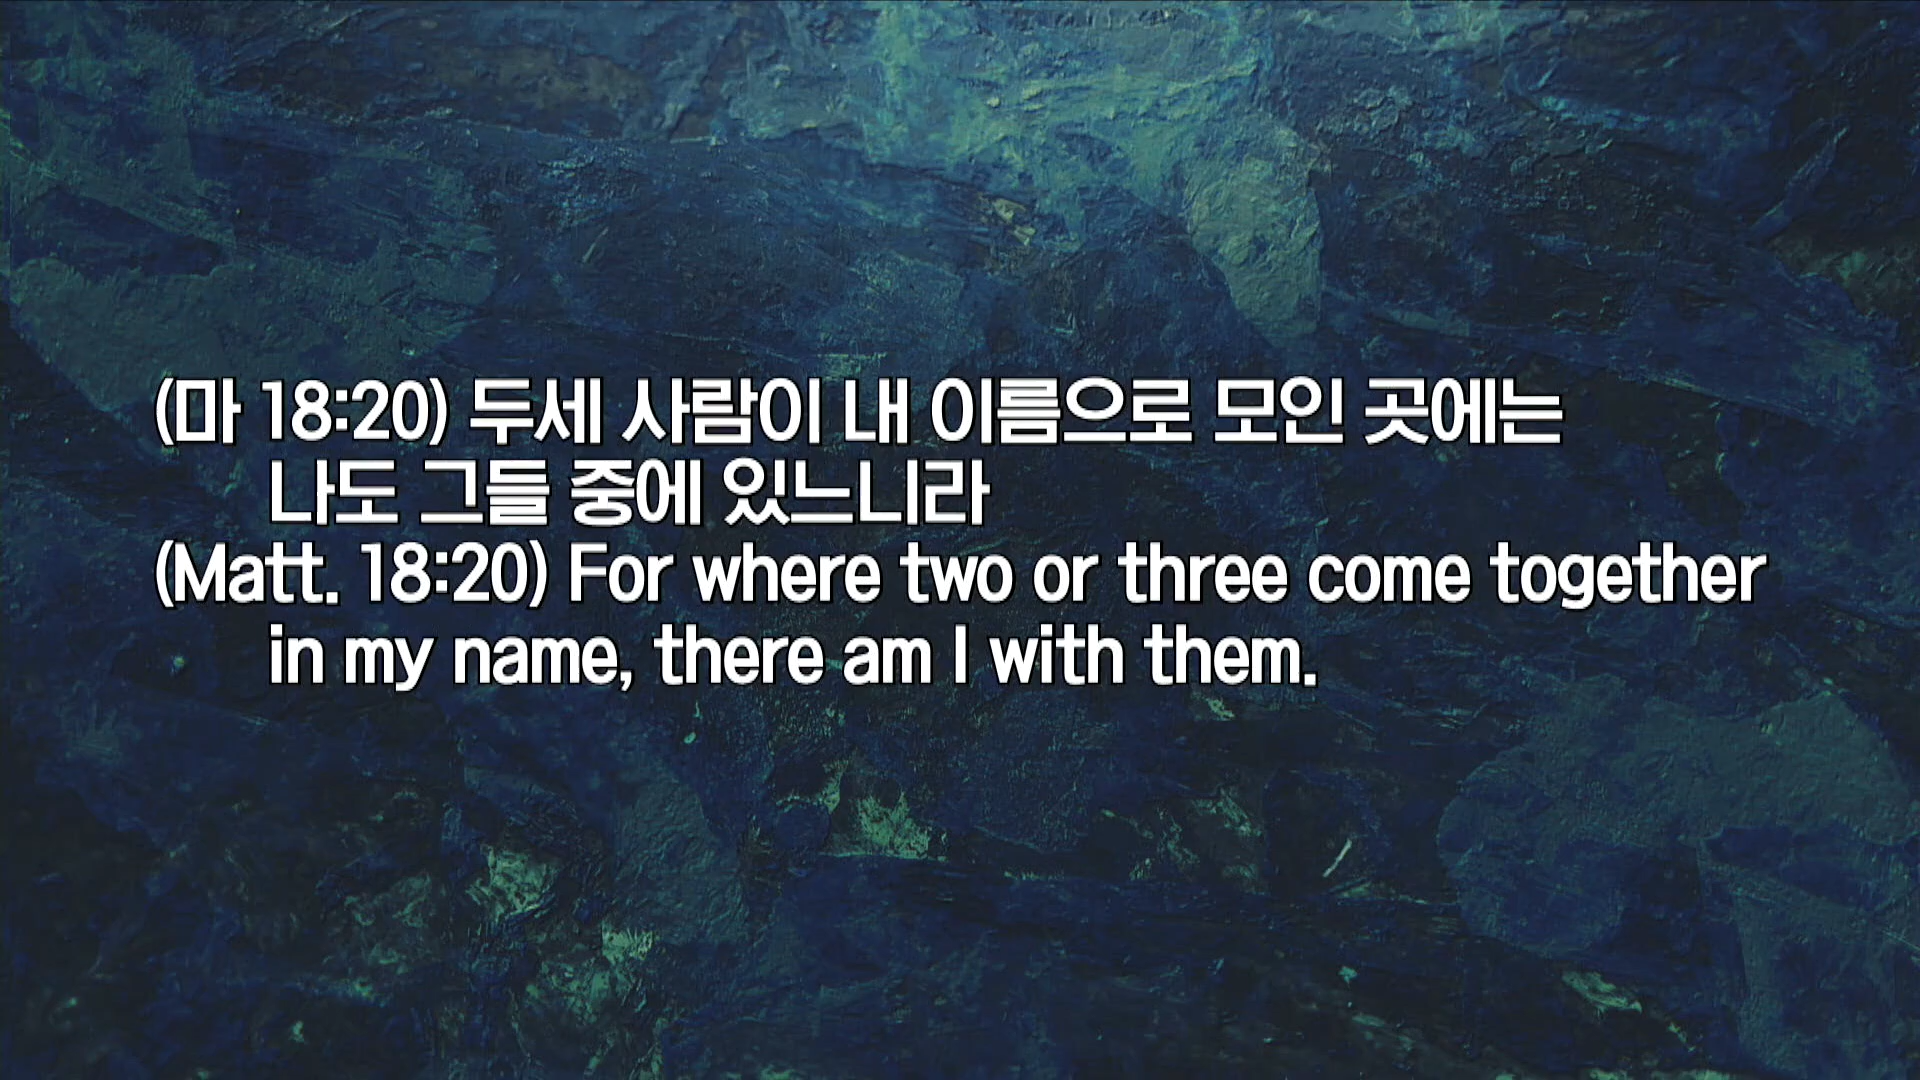 (마 18:20) 두세 사람이 내 이름으로 모인 곳에는
나도 그들 중에 있느니라
(Matt. 18:20) For where two or three come together
in my name, there am I with them.